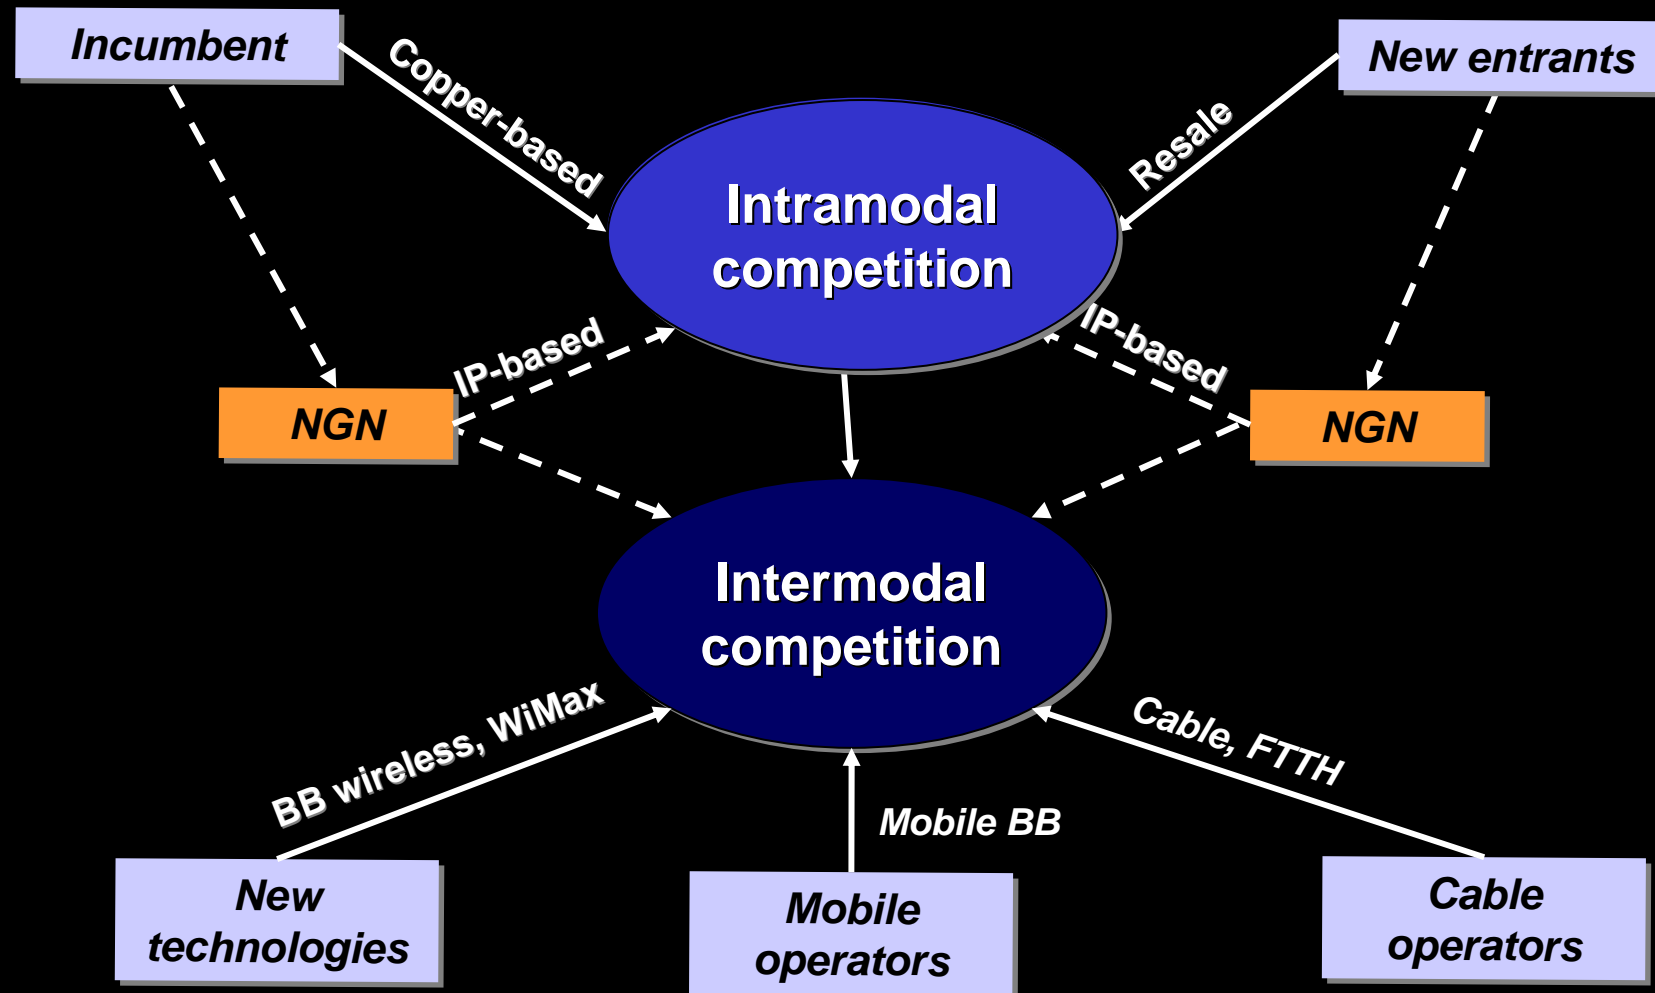 Incumbent
Copper-based
New entrants
Resale
Intramodal
competition
IP-based
IP-based
NGN
NGN
Intermodal
competition
BB wireless, WiMax
Cable, FTTH
Mobile BB
New
technologies
Mobile
operators
Cable
operators